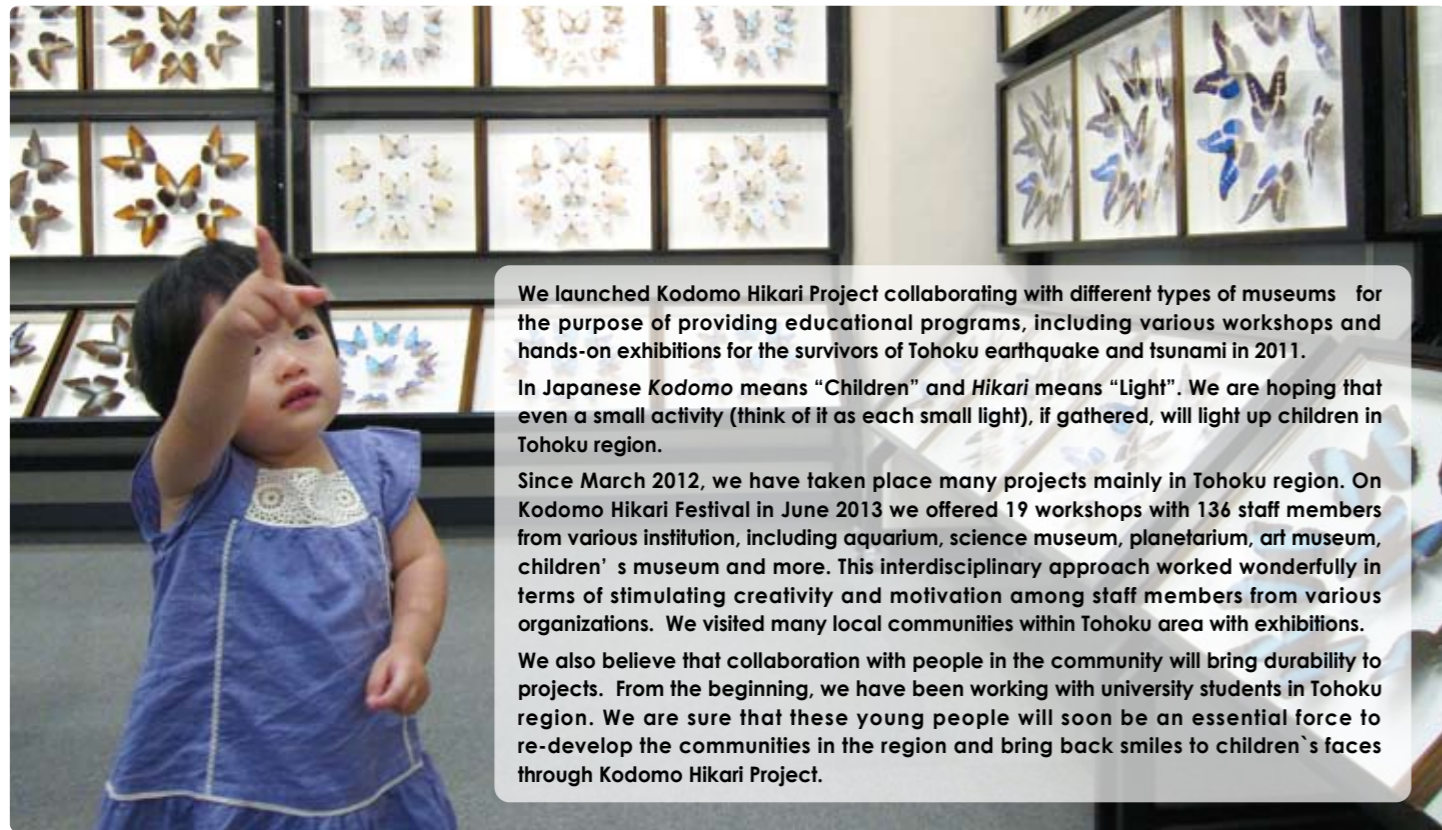 We launched Kodomo Hikari Project collaborating with different types of museums for
the purpose of providing educational programs, including various workshops and
hands-on exhibitions for the survivors of Tohoku earthquake and tsunami in 2011.
In Japanese Kodomo means “Children” and Hikari means “Light”. We are hoping that
even a small activity (think of it as each small light), if gathered, will light up children in
Tohoku region.
Since March 2012, we have taken place many projects mainly in Tohoku region. On
Kodomo Hikari Festival in June 2013 we offered 19 workshops with 136 staff members
from various institution, including aquarium, science museum, planetarium, art museum,
children’ s museum and more. This interdisciplinary approach worked wonderfully in
terms of stimulating creativity and motivation among staff members from various
organizations. We visited many local communities within Tohoku area with exhibitions.
We also believe that collaboration with people in the community will bring durability to
projects. From the beginning, we have been working with university students in Tohoku
region. We are sure that these young people will soon be an essential force to
re-develop the communities in the region and bring back smiles to children`s faces
through Kodomo Hikari Project.